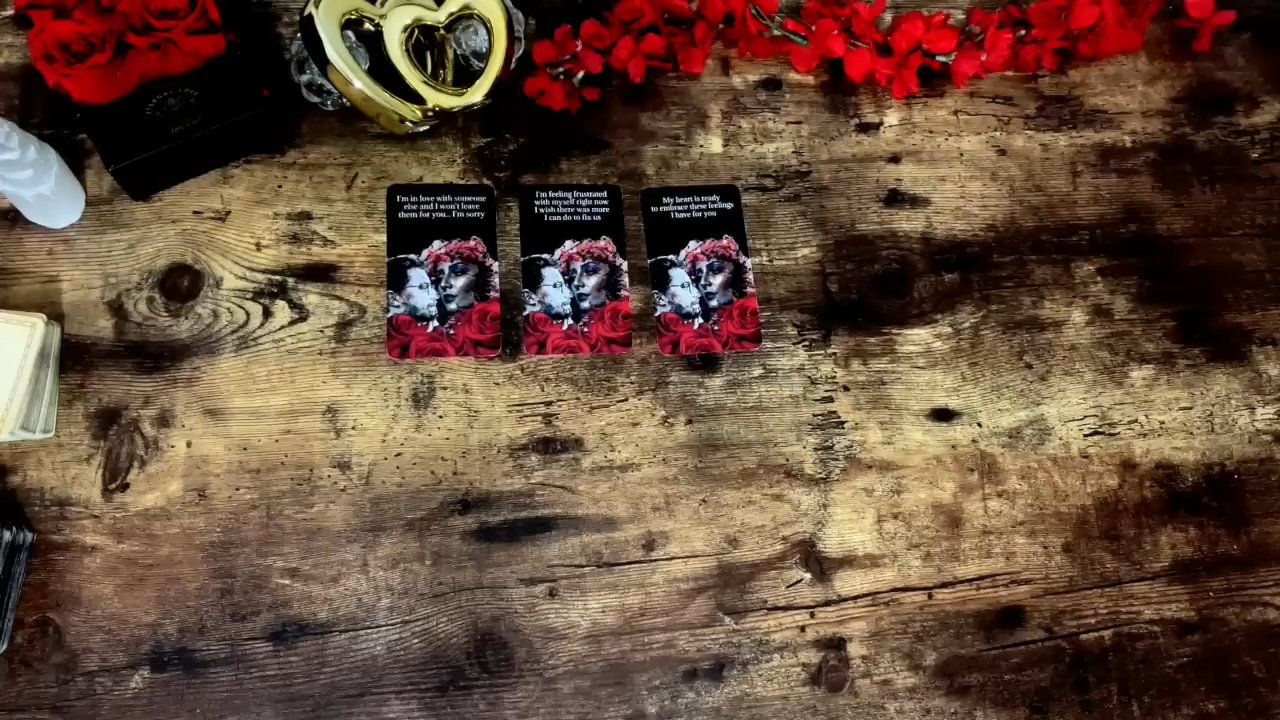 I'm in love with someone
else and I won't leave
them for you... I'm sorry
I'm feeling frustrated
with myself right now
I wish there was more
I can do to fix us
My heart is ready
to embrace these feelings
I have for you